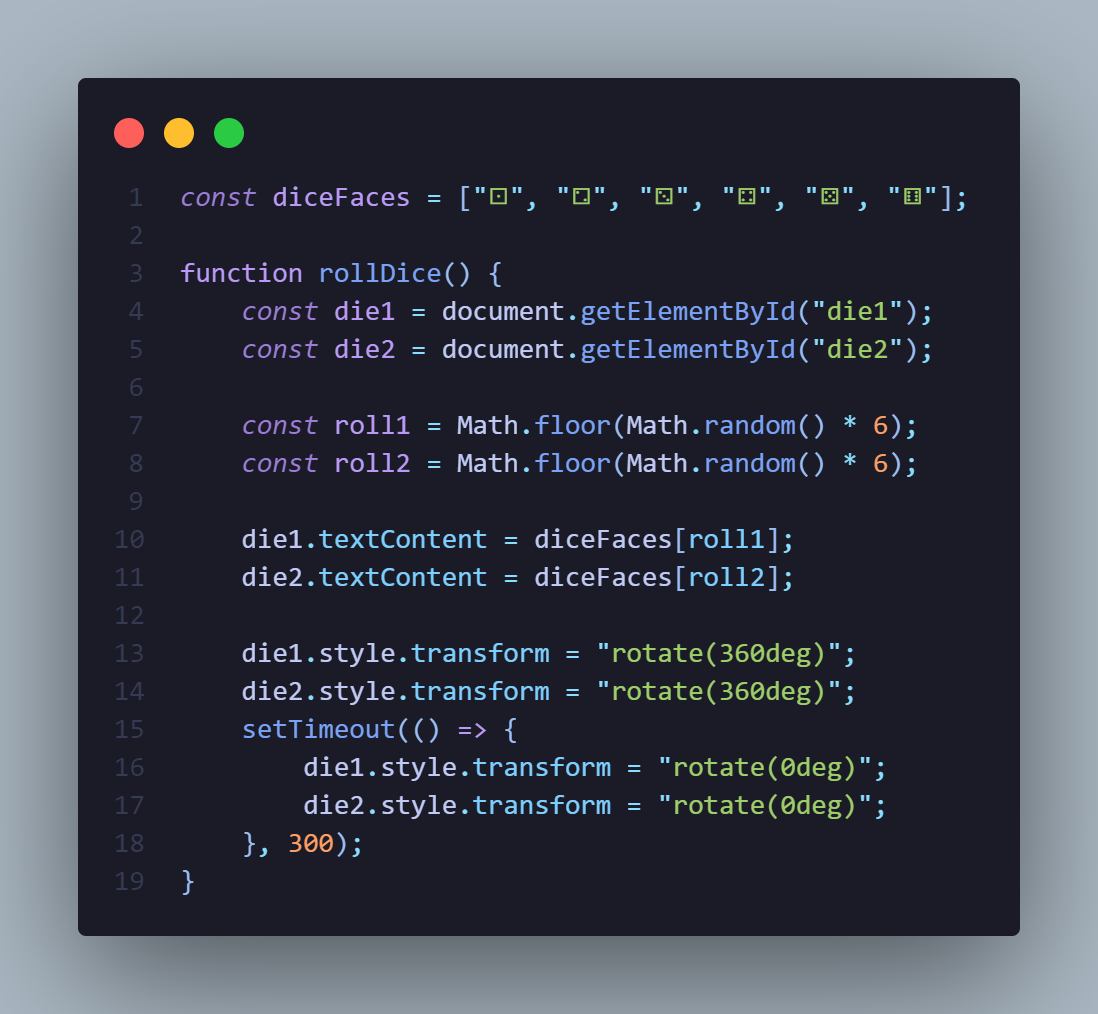 1 const diceFaces = ["⚀", "⚁", "⚂", "⚃", "⚄", "⚅"];
2
3 function rollDice() {
4     const die1 = document.getElementById("die1");
5     const die2 = document.getElementById("die2");
6
7     const roll1 = Math.floor(Math.random() * 6);
8     const roll2 = Math.floor(Math.random() * 6);
9
10     die1.textContent = diceFaces[roll1];
11     die2.textContent = diceFaces[roll2];
12
13     die1.style.transform = "rotate(360deg)";
14     die2.style.transform = "rotate(360deg)";
15     setTimeout(() => {
16         die1.style.transform = "rotate(0deg)";
17         die2.style.transform = "rotate(0deg)";
18     }, 300);
19 }